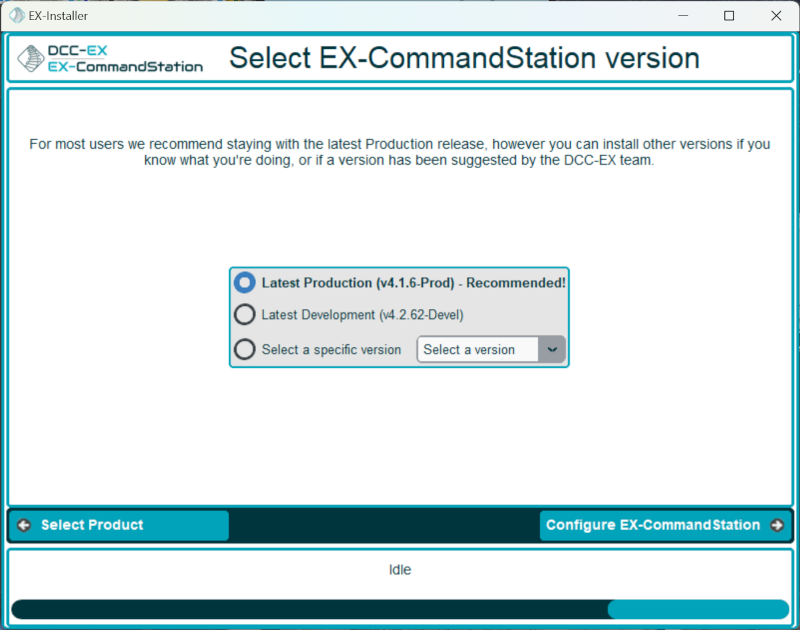 EX-Installer
DCC-EX
EX-CommandStation
Select EX-CommandStation version
For most users we recommend staying with the latest Production release, however you can install other versions if you
know what you're doing, or if a version has been suggested by the DCC-EX team.
Latest Production (v4.1.6-Prod) - Recommended!
Latest Development (v4.2.62-Devel)
Select a specific version
Select a version
Select Product
Configure EX-CommandStation
Idle